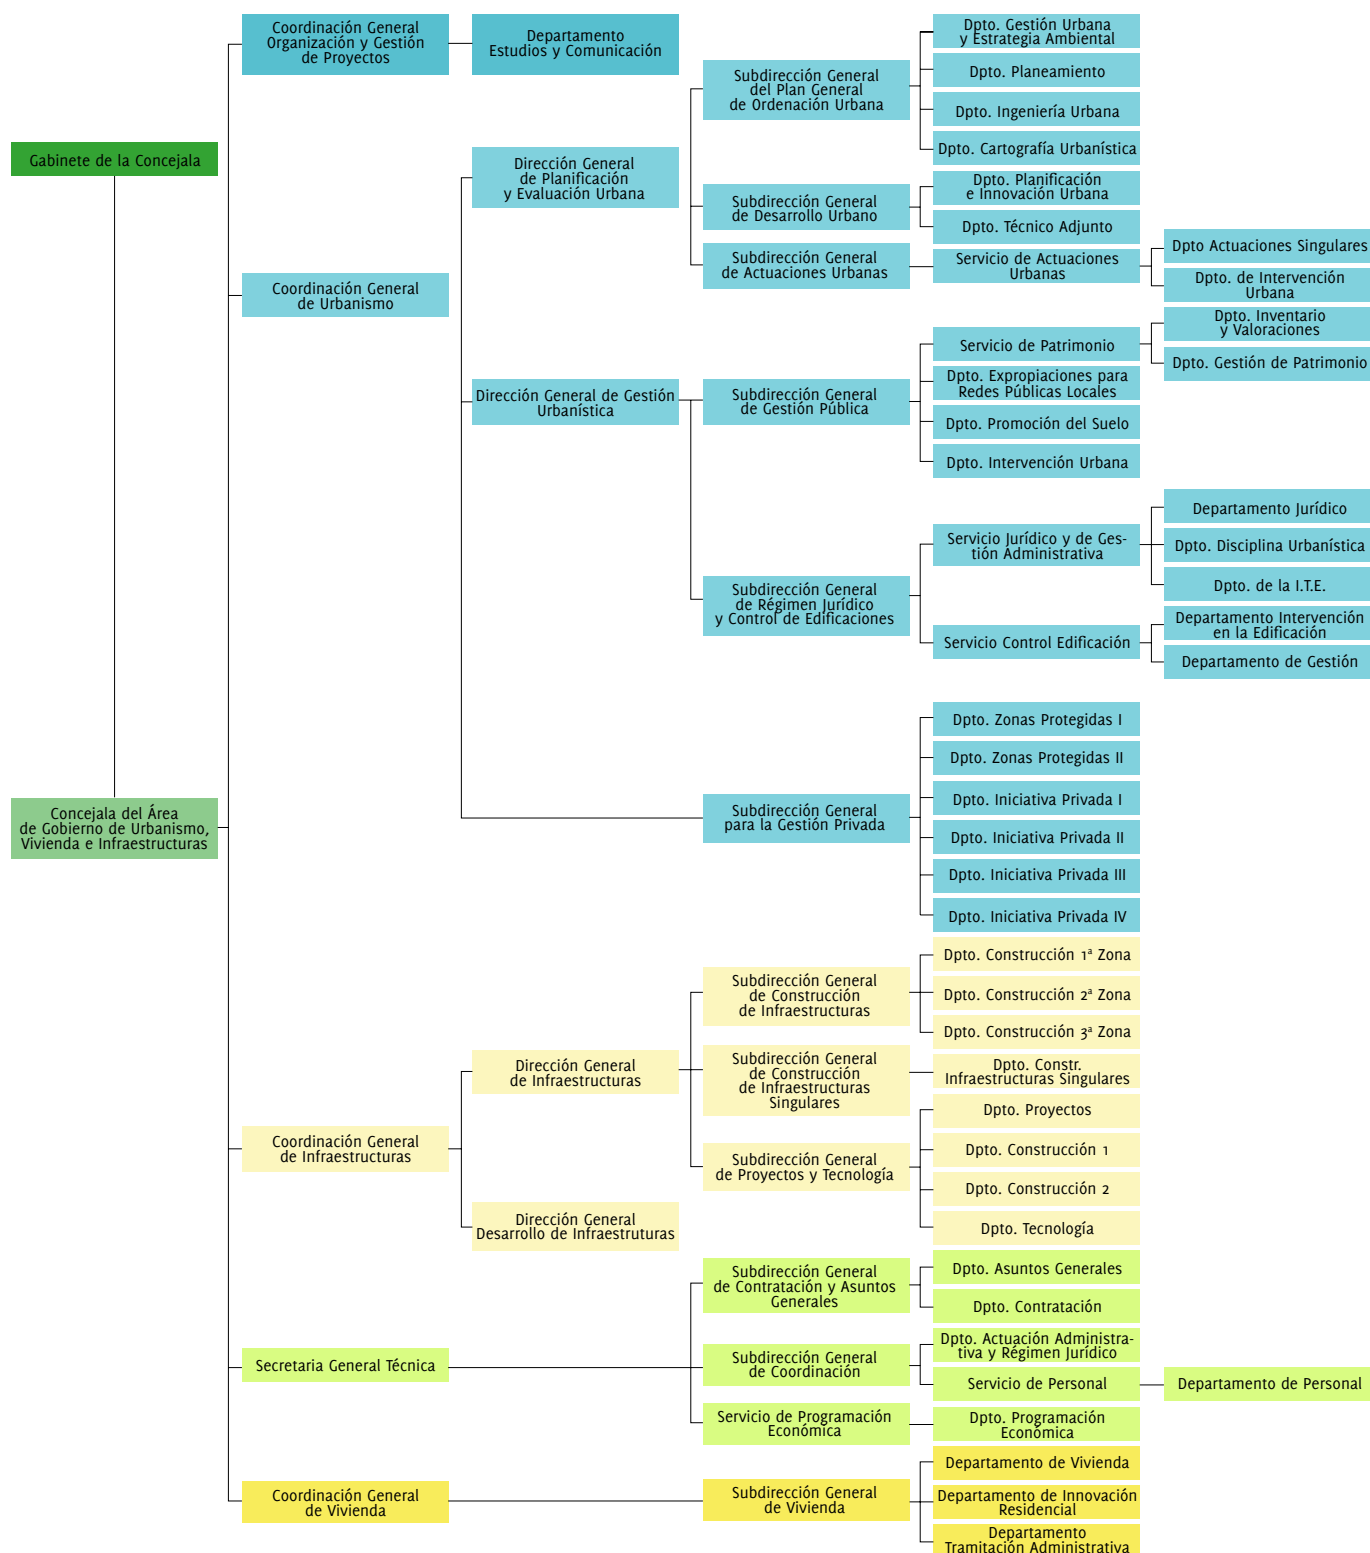 Coordinación General
Organización y Gestión
de Proyectos
Departamento
Estudios y Comunicación
Gabinete de la Concejala
Concejala del Área
de Gobierno de Urbanismo,
Vivienda e Infraestructuras
Coordinación General
de Urbanismo
Dirección General
de Planificación
y Evaluación Urbana
Subdirección General
del Plan General
de Ordenación Urbana
Dpto. Gestión Urbana
y Estrategia Ambiental
Dpto. Planeamiento
Dpto. Ingeniería Urbana
Dpto. Cartografía Urbanística
Subdirección General
de Desarrollo Urbano
Dpto. Planificación
e Innovación Urbana
Dpto. Técnico Adjunto
Subdirección General
de Actuaciones Urbanas
Servicio de Actuaciones
Urbanas
Dpto Actuaciones Singulares
Dpto. de Intervención
Urbana
Dirección General de Gestión
Urbanística
Subdirección General
de Gestión Pública
Servicio de Patrimonio
Dpto. Inventario
y Valoraciones
Dpto. Gestión de Patrimonio
Dpto. Expropiaciones para
Redes Públicas Locales
Dpto. Promoción del Suelo
Dpto. Intervención Urbana
Subdirección General
de Régimen Jurídico
y Control de Edificaciones
Servicio Jurídico y de Ges-
tión Administrativa
Departamento Jurídico
Dpto. Disciplina Urbanística
Dpto. de la I.T.E.
Servicio Control Edificación
Departamento Intervención
en la Edificación
Departamento de Gestión
Subdirección General
para la Gestión Privada
Dpto. Zonas Protegidas I
Dpto. Zonas Protegidas II
Dpto. Iniciativa Privada I
Dpto. Iniciativa Privada II
Dpto. Iniciativa Privada III
Dpto. Iniciativa Privada IV
Coordinación General
de Infraestructuras
Dirección General
de Infraestructuras
Subdirección General
de Construcción
de Infraestructuras
Dpto. Construcción 1ª Zona
Dpto. Construcción 2ª Zona
Dpto. Construcción 3ª Zona
Subdirección General
de Construcción
de Infraestructuras
Singulares
Dpto. Constr.
Infraestructuras Singulares
Subdirección General
de Proyectos y Tecnología
Dpto. Proyectos
Dpto. Construcción 1
Dpto. Construcción 2
Dpto. Tecnología
Dirección General
Desarrollo de Infraestruturas
Secretaria General Técnica
Subdirección General
de Contratación y Asuntos
Generales
Dpto. Asuntos Generales
Dpto. Contratación
Subdirección General
de Coordinación
Dpto. Actuación Administra-
tiva y Régimen Jurídico
Servicio de Personal
Departamento de Personal
Servicio de Programación
Económica
Dpto. Programación
Económica
Coordinación General
de Vivienda
Subdirección General
de Vivienda
Departamento de Vivienda
Departamento de Innovación
Residencial
Departamento
Tramitación Administrativa